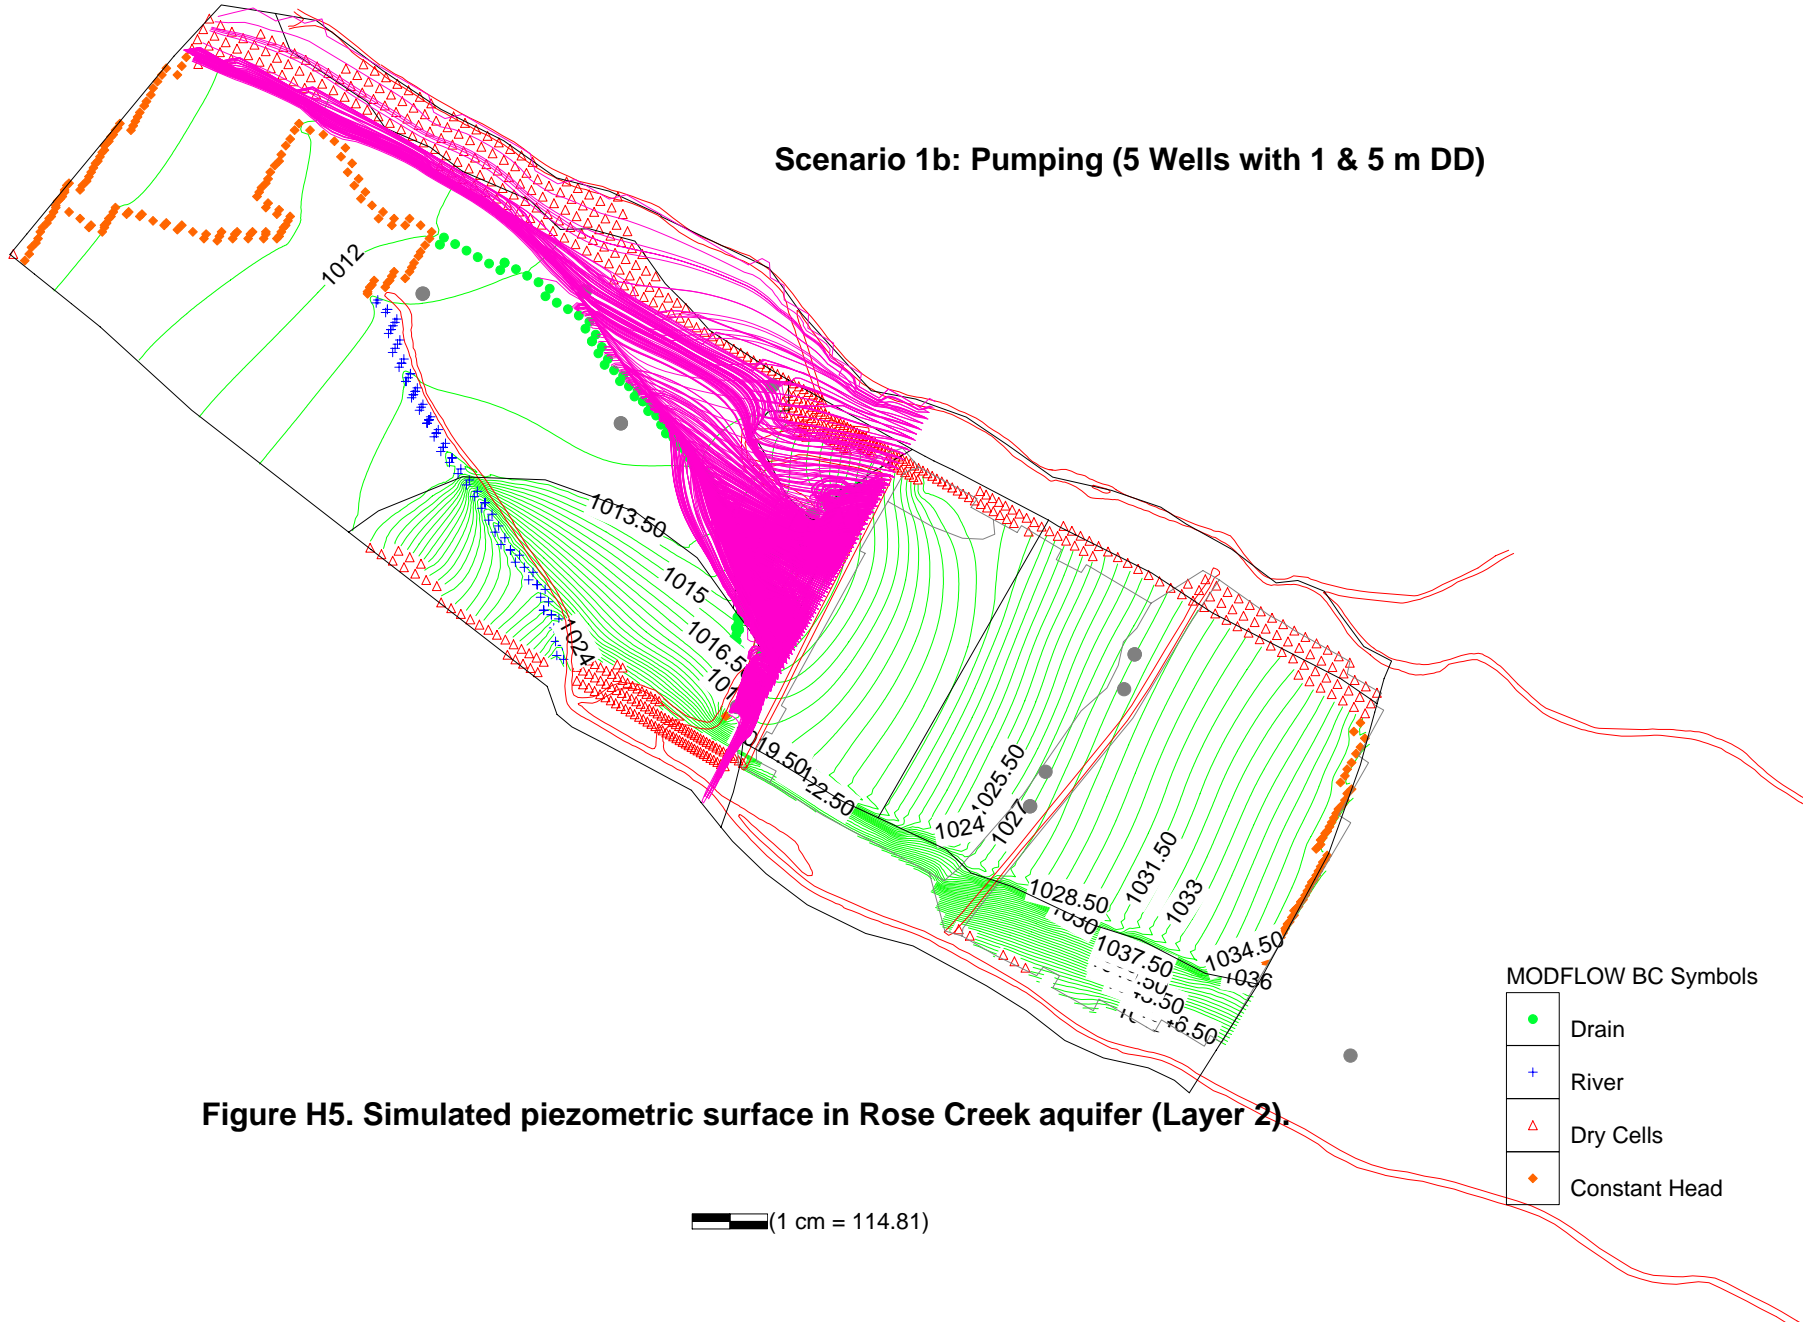 Scenario 1b: Pumping (5 Wells with 1 & 5 m DD)
1012
1013.50
1015
1024
1025.50
1024
1027
1031.50
1033
1028.50
1030
1037.50
1034.50
1036
MODFLOW BC Symbols
Drain
River
Dry Cells
Constant Head
Figure H5. Simulated piezometric surface in Rose Creek aquifer (Layer 2).
(1 cm = 114.81)